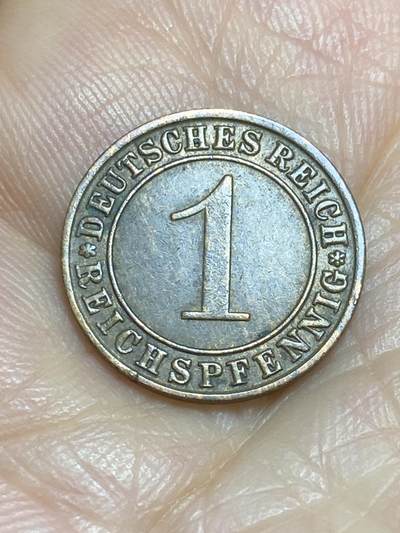 DEUTSCHES REICH
1
REICHSPFENNIG